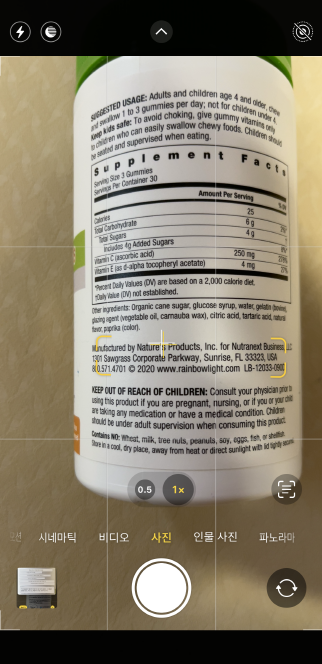 SUGGESTED USAGE: Adults and children age 4 and older, chew
and swallow 1 to 3 gummies per day; not for children under 4.
Keep kids safe: To avoid choking, give gummy vitamins only
to children who can easily swallow chewy foods. Children should
be seated and supervised when eating.
Supplement Facts
Serving Size 3 Gummies
Servings Per Container 30
Amount Per Serving
Calories 25
Total Carbohydrate 6 g
Total Sugars 4 g
Includes 4g Added Sugars
Vitamin C (ascorbic acid) 250 mg
Vitamin E (as d-alpha tocopheryl acetate) 4 mg 27%
*Percent Daily Values (DV) are based on a 2,000 calorie diet.
†Daily Value (DV) not established.
Other ingredients: Organic cane sugar, glucose syrup, water, gelatin
glazing agent (vegetable oil, carnauba wax), citric acid, tartaric acid, natural
flavor, paprika (color).
Manufactured by Nature's Products, Inc. for Nutranext Business, LLC
1301 Sawgrass Corporate Parkway, Sunrise, FL 33323, USA
800.571.4701 © 2020 www.rainbowlight.com LB-12033-0900
KEEP OUT OF REACH OF CHILDREN: Consult your physician prior to
using this product if you are pregnant, nursing, or if you or your child
are taking any medication or have a medical condition. Children
should be under adult supervision when consuming this product.
Contains NO: Wheat, milk, tree nuts, peanuts, soy, eggs, fish, or shellfish.
Store in a cool, dry place, away from heat or direct sunlight with lid tightly secured.
0.5 1×
시네마틱 비디오 사진 인물 사진 파노라마